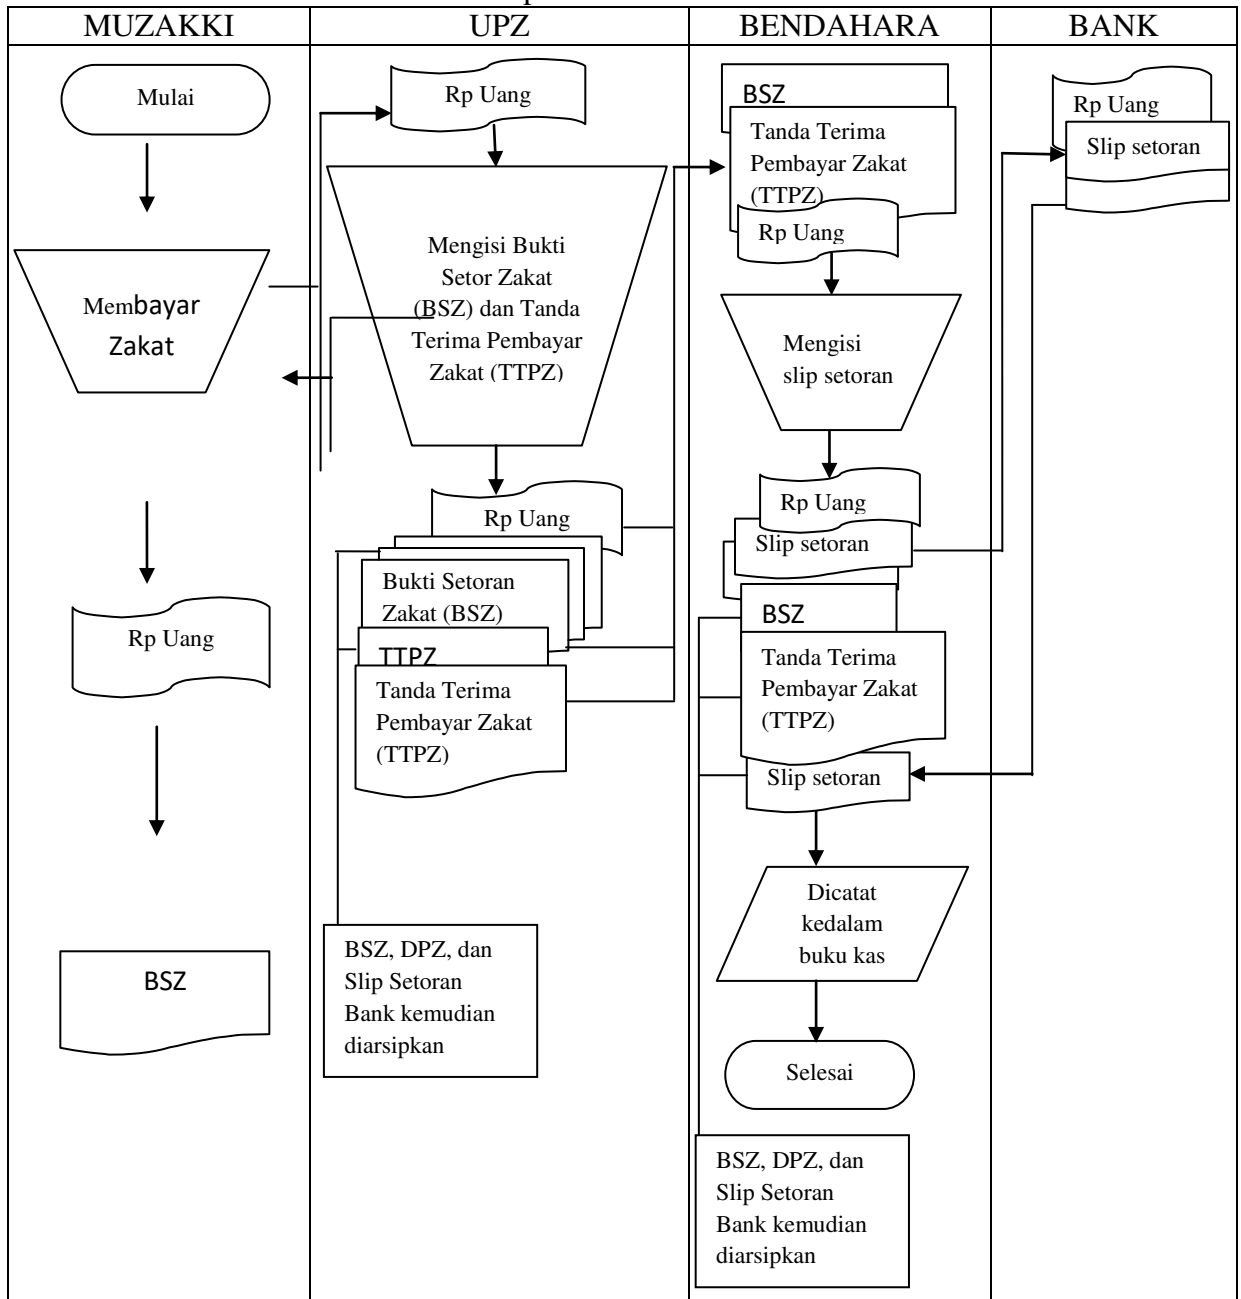 MUZAKKI
UPZ
BENDAHARA
BANK
Mulai
Membayar
Zakat
Rp Uang
BSZ
Rp Uang
Mengisi Bukti
Setor Zakat
(BSZ) dan Tanda
Terima Pembayar
Zakat (TTPZ)
Rp Uang
Bukti Setoran
Zakat (BSZ)
TTPZ
Tanda Terima
Pembayar Zakat
(TTPZ)
BSZ, DPZ, dan
Slip Setoran
Bank kemudian
diarsipkan
BSZ
Tanda Terima
Pembayar Zakat
(TTPZ)
Rp Uang
Mengisi
slip setoran
Rp Uang
Slip setoran
BSZ
Tanda Terima
Pembayar Zakat
(TTPZ)
Slip setoran
Dicatat
kedalam
buku kas
Selesai
BSZ, DPZ, dan
Slip Setoran
Bank kemudian
diarsipkan
Rp Uang
Slip setoran